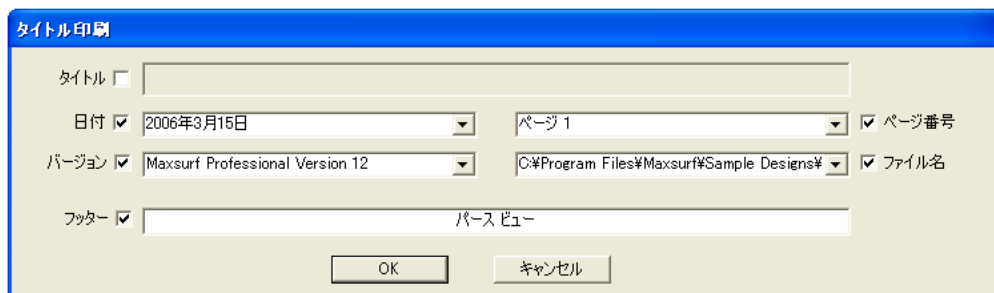 タイトル印刷
タイトル
日付 2006年3月15日 ページ 1 ページ番号
バージョン Maxsurf Professional Version 12 C:¥Program Files¥Maxsurf¥Sample Designs¥ ファイル名
フッター パース ビュー
OK キャンセル